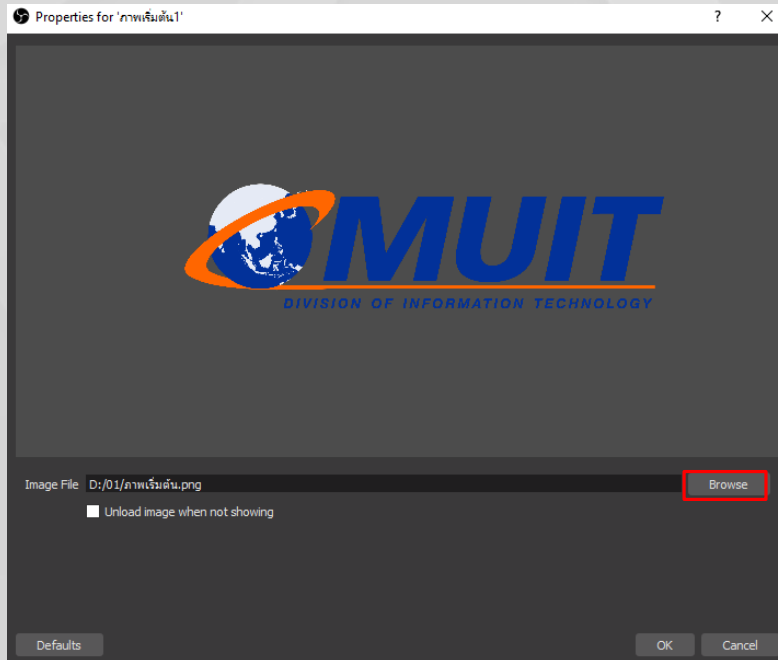 Properties for 'ภาพเริ่มต้น1'
MUIT
DIVISION OF INFORMATION TECHNOLOGY
Image File D:/01/ภาพเริ่มต้น.png Browse
Unload image when not showing
Defaults OK Cancel